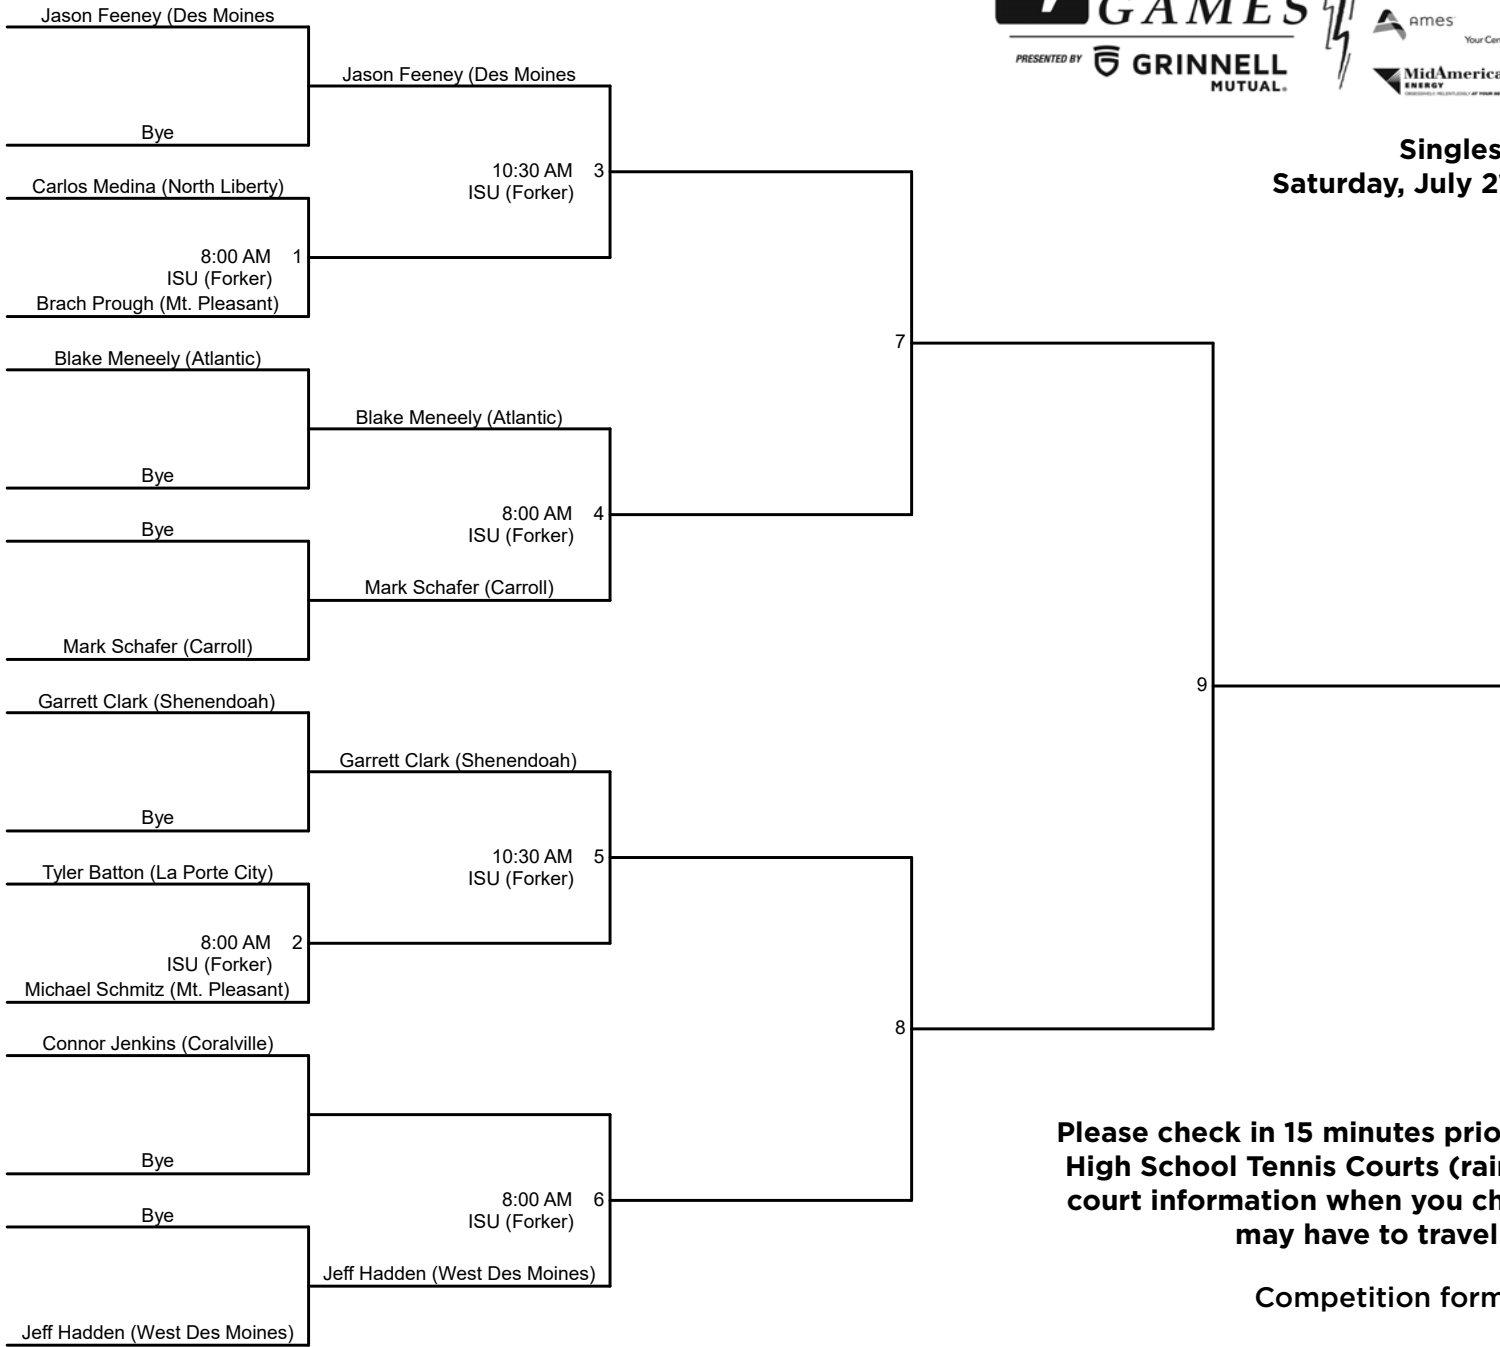 Jason Feeney (Des Moines
Bye
Carlos Medina (North Liberty)
8:00 AM 1
ISU (Forker)
Brach Prough (Mt. Pleasant)
Blake Meneely (Atlantic)
Bye
Bye
Mark Schafer (Carroll)
Garrett Clark (Shenendoah)
Bye
Tyler Batton (La Porte City)
8:00 AM 2
ISU (Forker)
Michael Schmitz (Mt. Pleasant)
Connor Jenkins (Coralville)
Bye
Bye
Jeff Hadden (West Des Moines)
Jason Feeney (Des Moines
10:30 AM 3
ISU (Forker)
Blake Meneely (Atlantic)
8:00 AM 4
ISU (Forker)
Mark Schafer (Carroll)
Garrett Clark (Shenendoah)
10:30 AM 5
ISU (Forker)
8:00 AM 6
ISU (Forker)
Jeff Hadden (West Des Moines)
7
8
9
GAMES
PRESENTED BY GRINNELL
MUTUAL.
Ames
Your Cen
MidAmerica
ENERGY
Singles
Saturday, July 2
Please check in 15 minutes prio
High School Tennis Courts (rai
court information when you ch
may have to travel
Competition form